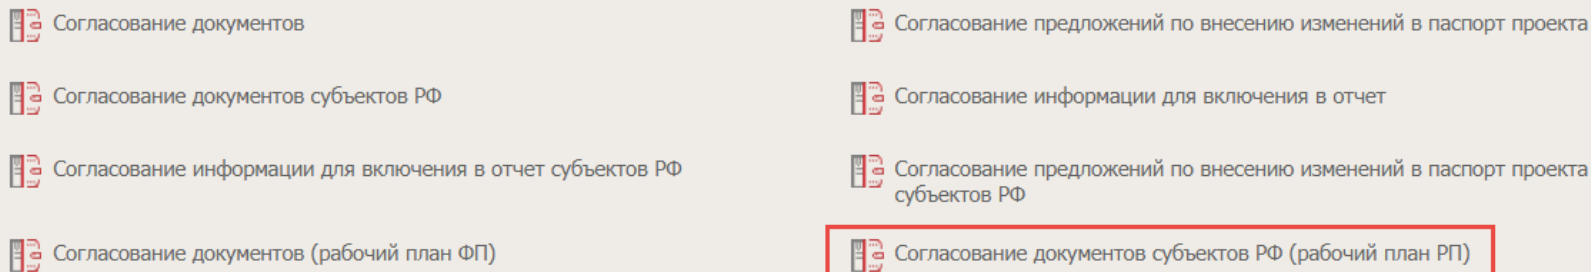 Согласование документов
Согласование предложений по внесению изменений в паспорт проекта
Согласование документов субъектов РФ
Согласование информации для включения в отчет
Согласование информации для включения в отчет субъектов РФ
Согласование предложений по внесению изменений в паспорт проекта
субъектов РФ
Согласование документов (рабочий план ФП)
Согласование документов субъектов РФ (рабочий план РП)